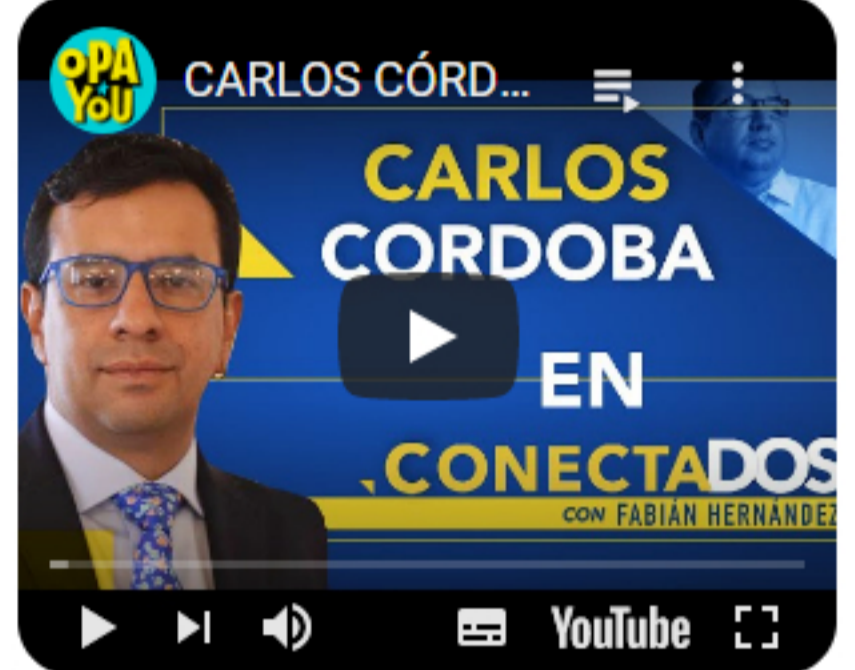 OPA
YOU
CARLOS CÓRD...
CARLOS
CORDOBA
EN
CONECTADOS
CON FABIÁN HERNÁNDEZ
YouTube